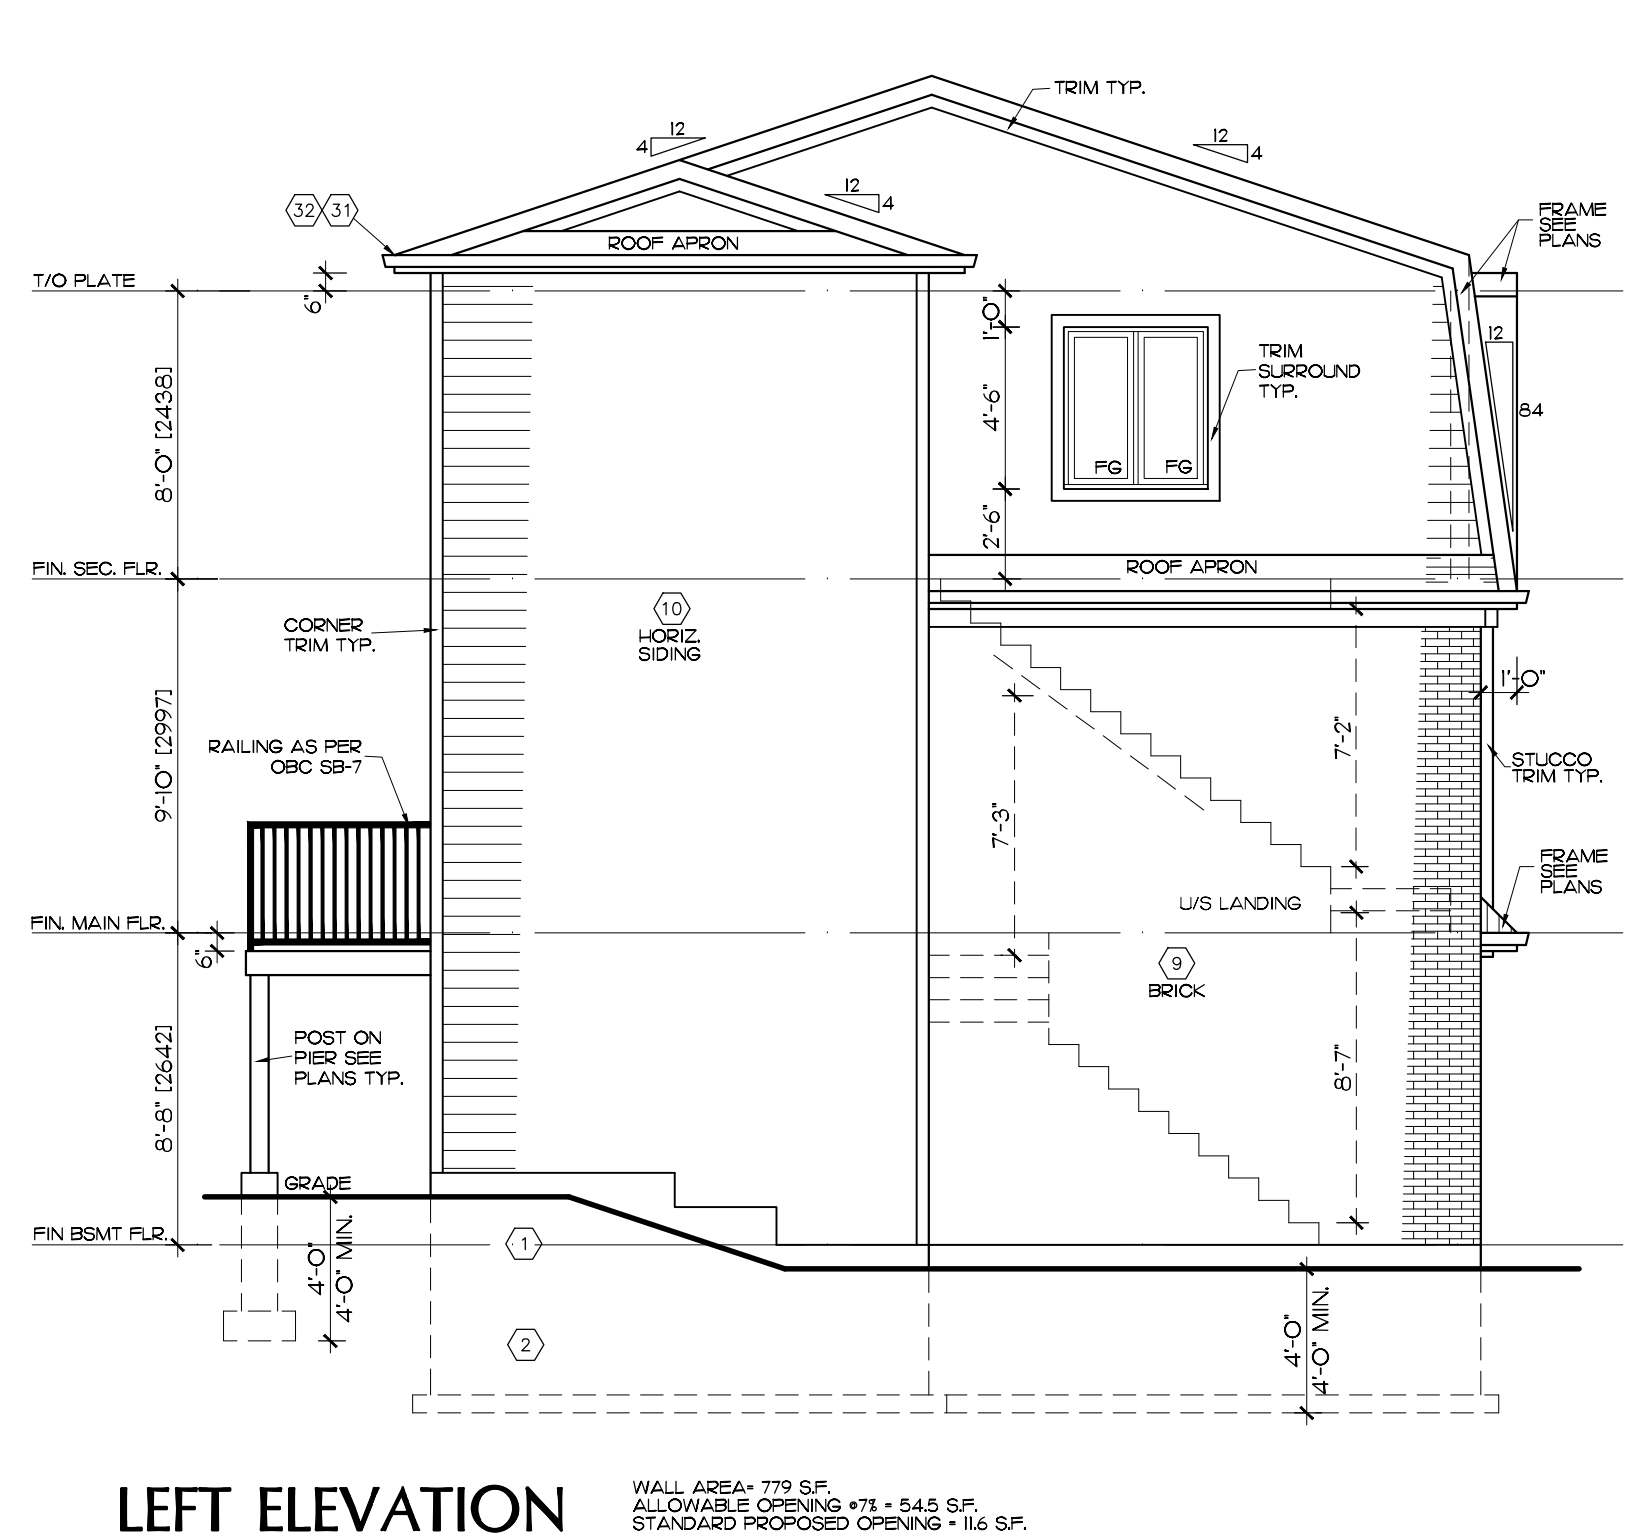 TRIM TYP.
12
4
12
4
12
4
32
31
FRAME
SEE
PLANS
ROOF APRON
T/O PLATE
6"
1'-0"
12
84
TRIM
SURROUND
TYP.
8'-0" [2438]
4'-6"
FG
FG
2'-6"
FIN. SEC. FLR.
ROOF APRON
10
HORIZ.
SIDING
CORNER
TRIM TYP.
1'-0"
9'-10" [2997]
7'-2"
RAILING AS PER
OBC SB-7
STUCCO
TRIM TYP.
7'-3"
FRAME
SEE
PLANS
U/S LANDING
FIN. MAIN FLR.
6"
9
BRICK
POST ON
PIER SEE
PLANS TYP.
8'-8" [2642]
8'-7"
GRADE
FIN BSMT FLR.
1
4'-0"
4'-0" MIN.
2
4'-0"
4'-0" MIN.
LEFT ELEVATION
WALL AREA= 779 S.F.
ALLOWABLE OPENING @7% = 54.5 S.F.
STANDARD PROPOSED OPENING = 11.6 S.F.